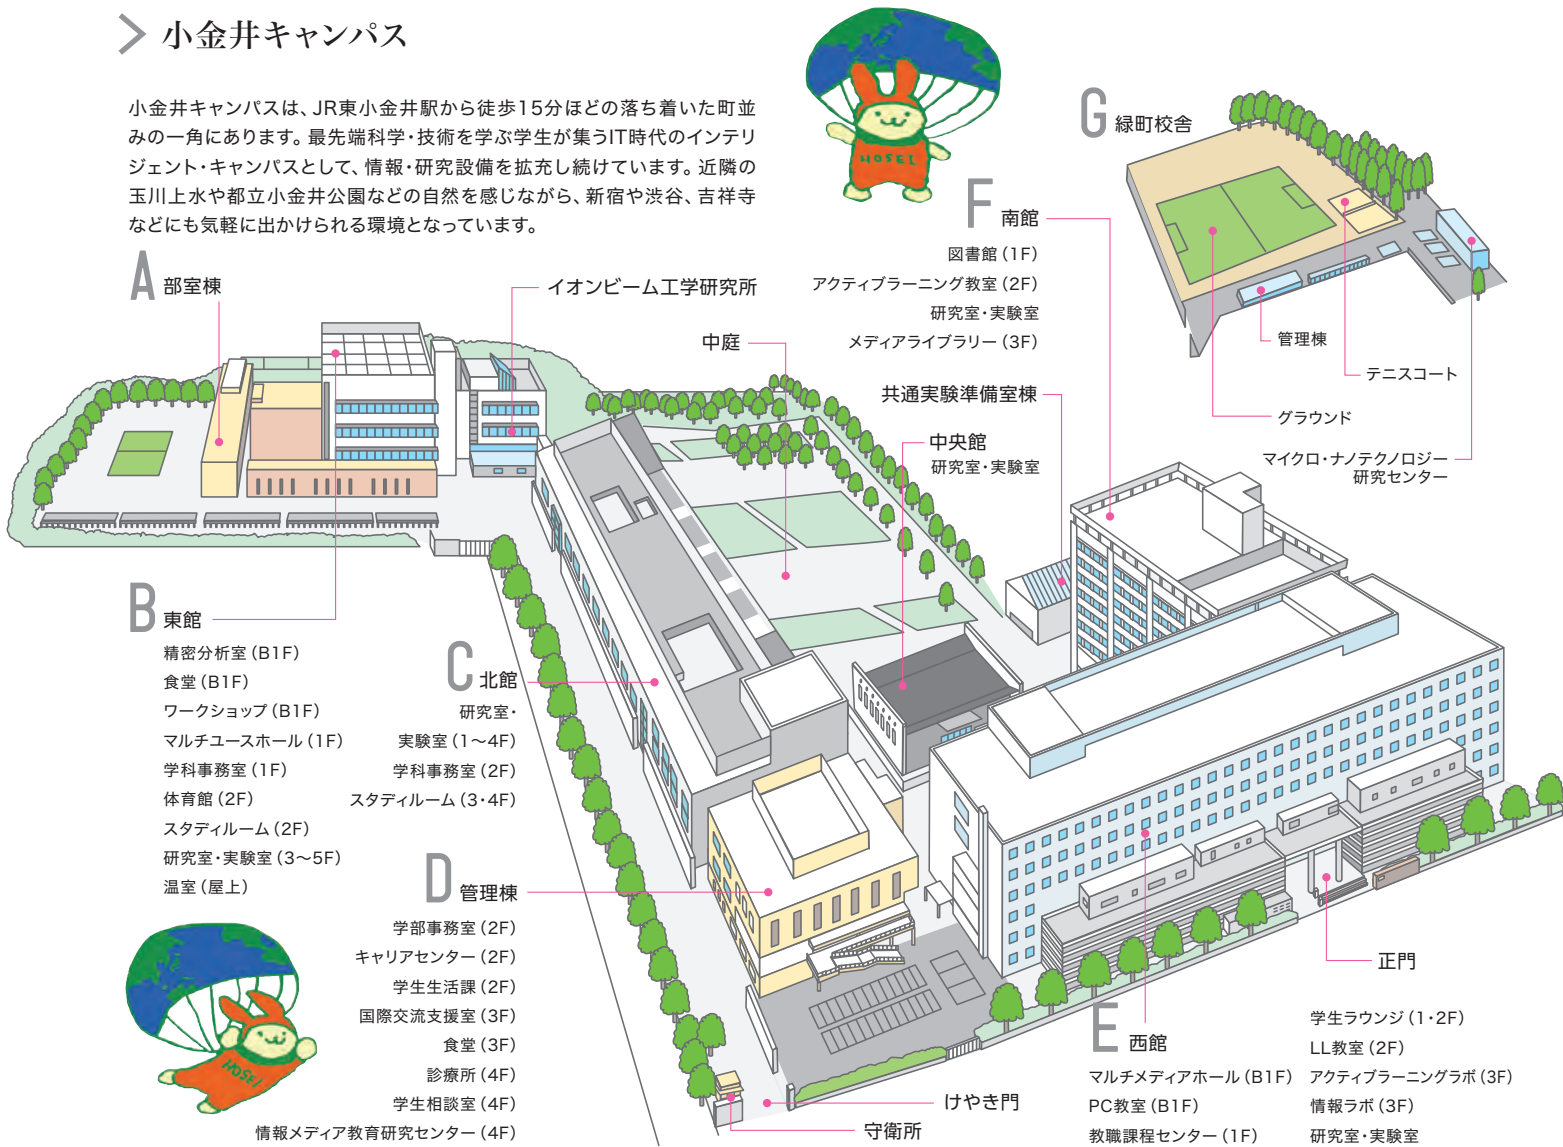 小金井キャンパス
小金井キャンパスは、JR東小金井駅から徒歩15分ほどの落ち着いた町並
みの一角にあります。最先端科学・技術を学ぶ学生が集うIT時代のインテリ
ジェント・キャンパスとして、情報・研究設備を拡充し続けています。近隣の
玉川上水や都立小金井公園などの自然を感じながら、新宿や渋谷、吉祥寺
などにも気軽に出かけられる環境となっています。
HOSEI
A 部室棟
イオンビーム工学研究所
中庭
F 南館
図書館（1F）
アクティブラーニング教室（2F）
研究室・実験室
メディアライブラリー（3F）
共通実験準備室棟
中央館
研究室・実験室
G 緑町校舎
管理棟
テニスコート
グラウンド
マイクロ・ナノテクノロジー
研究センター
B 東館
精密分析室（B1F）
食堂（B1F）
ワークショップ（B1F）
マルチユースホール（1F）
学科事務室（1F）
体育館（2F）
スタディルーム（2F）
研究室・実験室（3〜5F）
温室（屋上）
C 北館
研究室・
実験室（1〜4F）
学科事務室（2F）
スタディルーム（3・4F）
D 管理棟
学部事務室（2F）
キャリアセンター（2F）
学生生活課（2F）
国際交流支援室（3F）
食堂（3F）
診療所（4F）
学生相談室（4F）
情報メディア教育研究センター（4F）
HOSEI
けやき門
守衛所
正門
E 西館
マルチメディアホール（B1F）
PC教室（B1F）
教職課程センター（1F）
学生ラウンジ（1・2F）
LL教室（2F）
アクティブラーニングラボ（3F）
情報ラボ（3F）
研究室・実験室